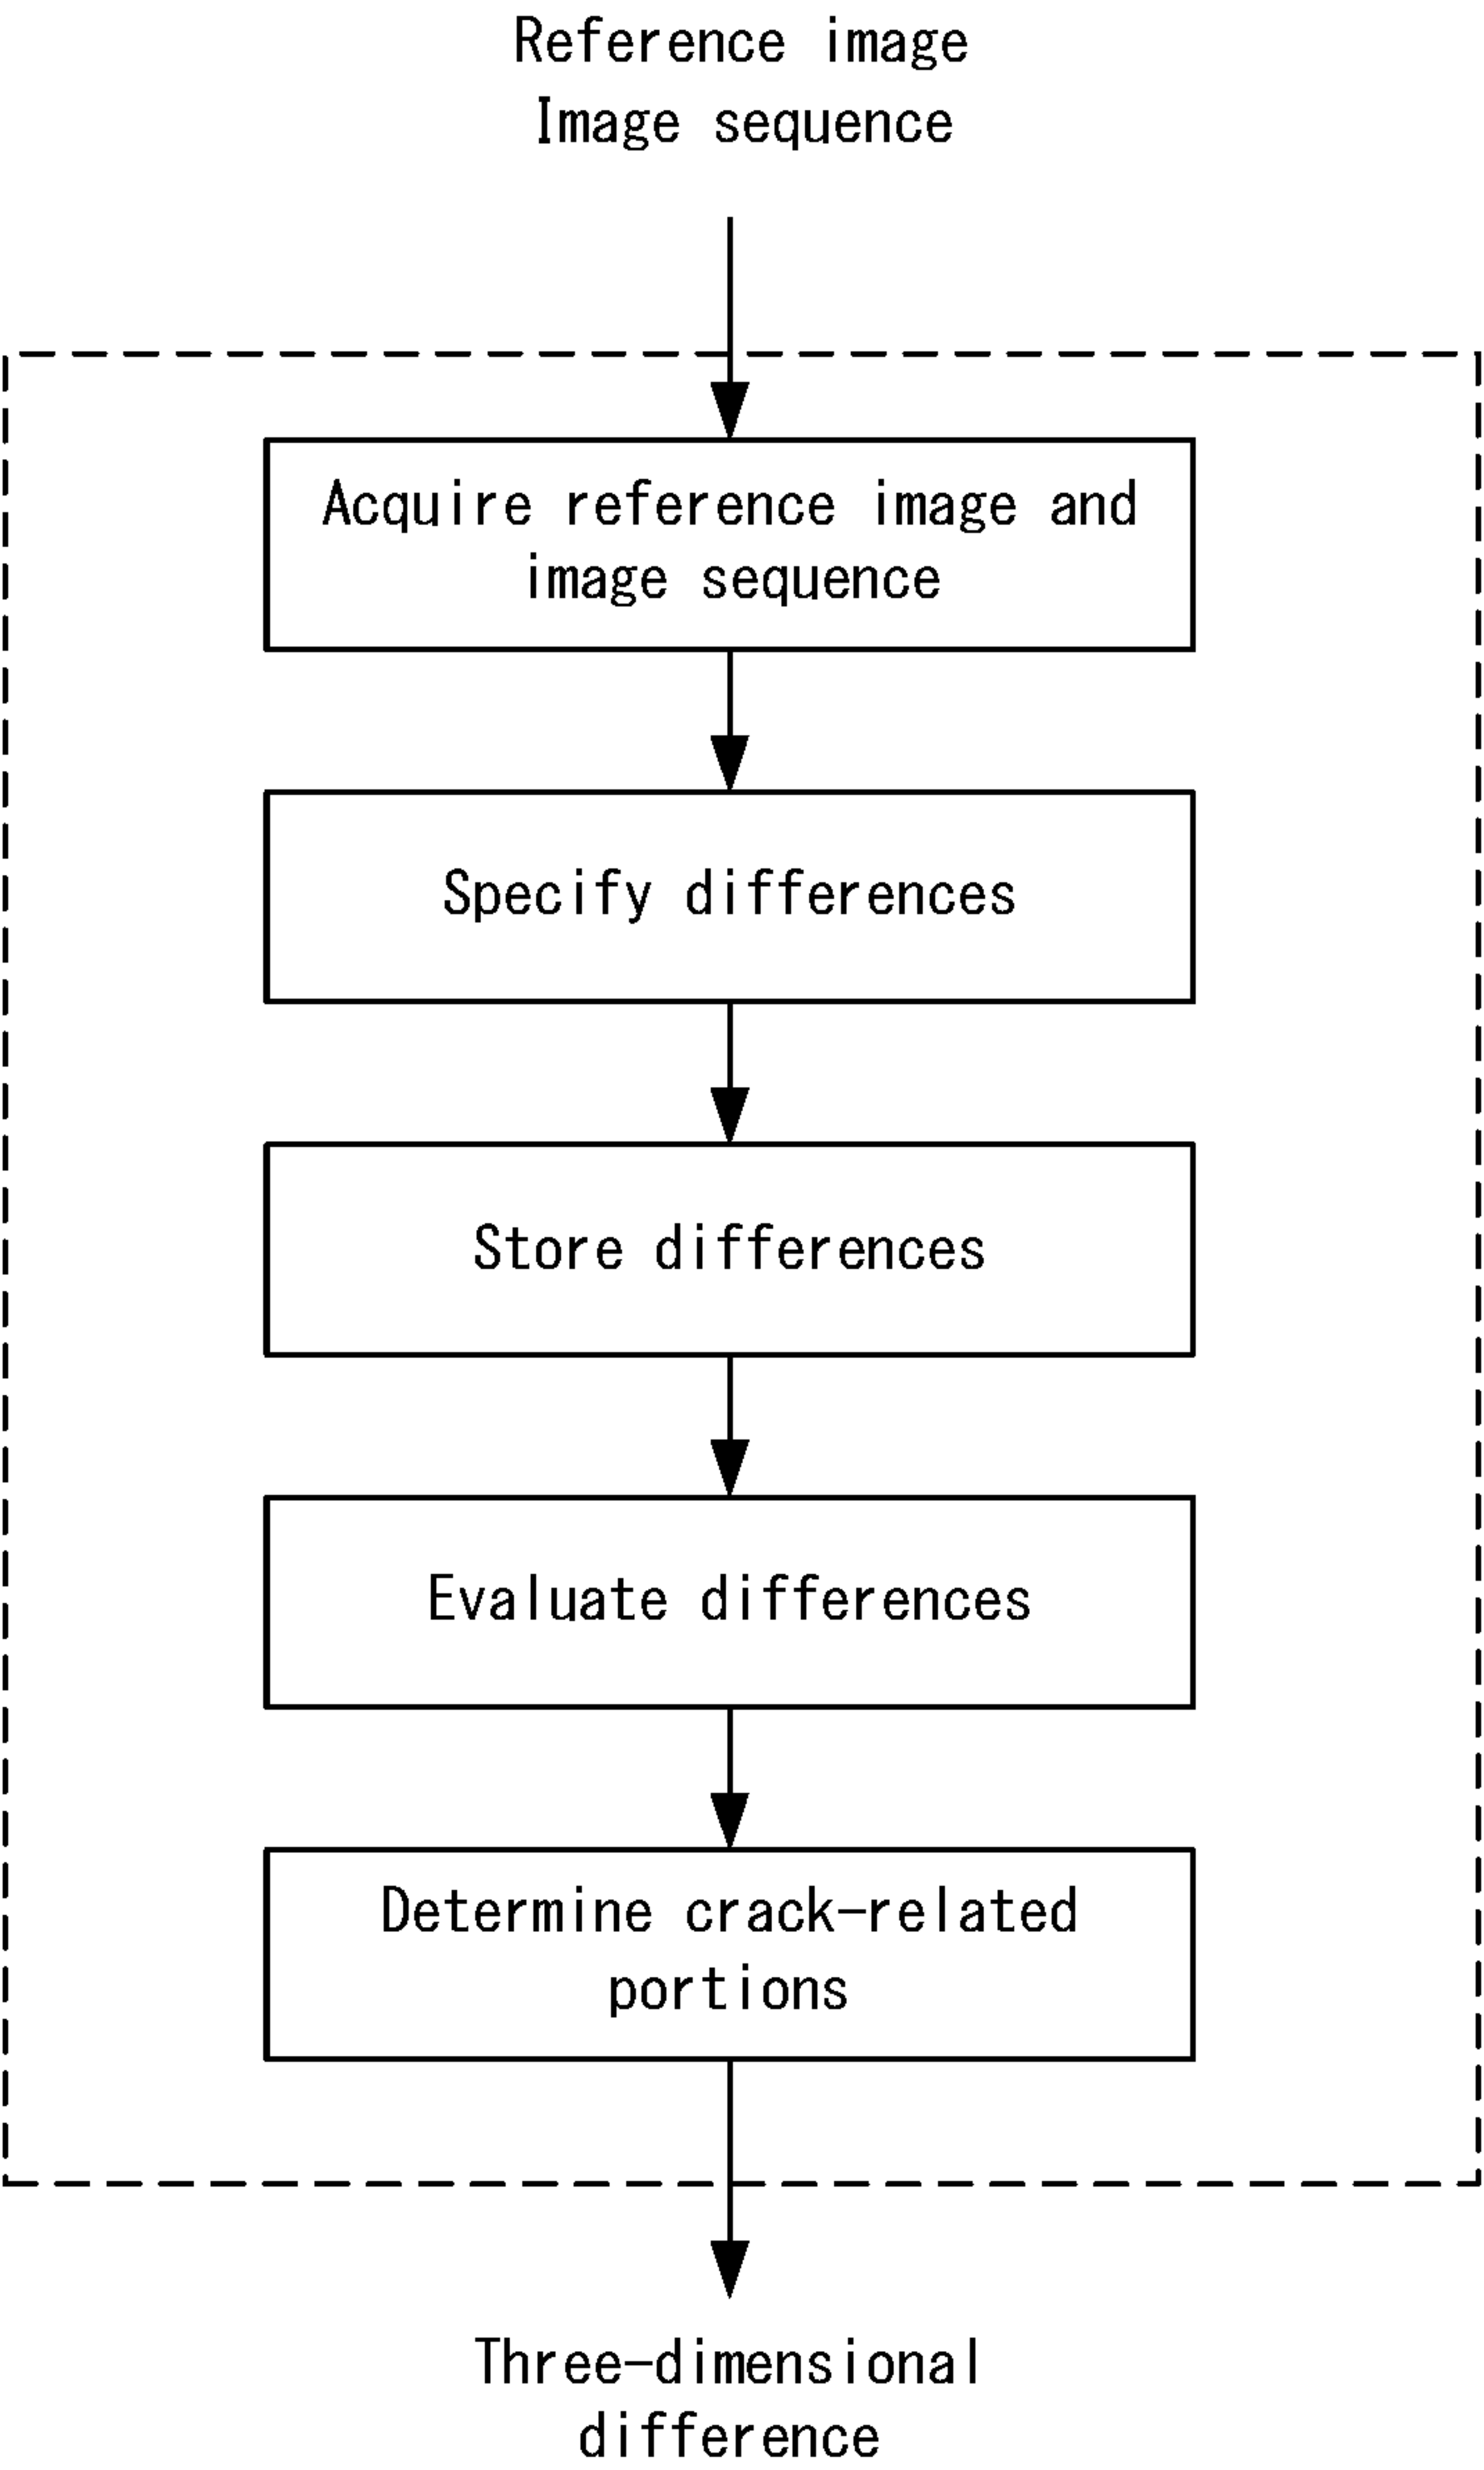 Reference image
Image sequence
Acquire reference image and
image sequence
Specify differences
Store differences
Evaluate differences
Determine crack-related
portions
Three-dimensional
difference